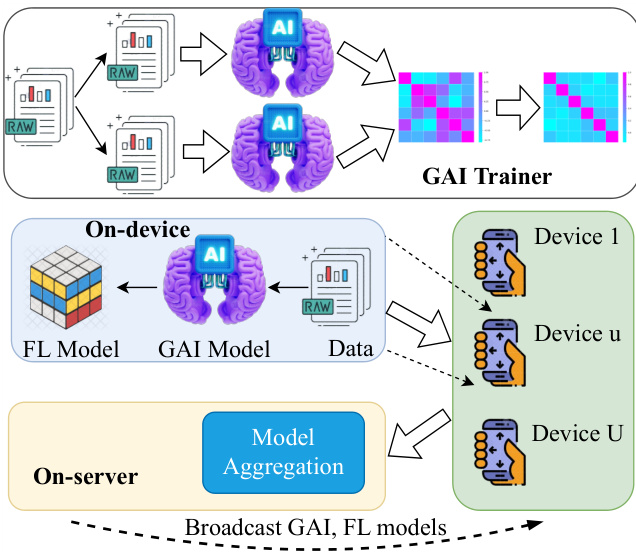 RAW
RAW
RAW
AI
AI
GAI Trainer
On-device
AI
RAW
FL Model
GAI Model
Data
Device 1
Device u
Device U
On-server
Model
Aggregation
Broadcast GAI, FL models